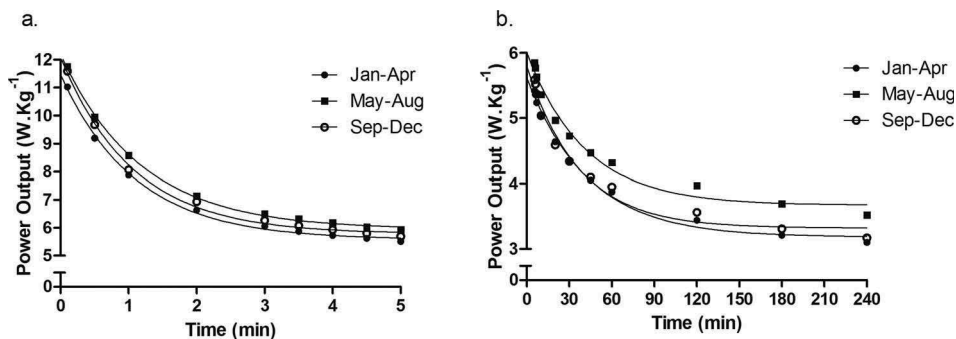 a.
Power Output (W.Kg-1)
12
11
10
9
8
7
6
5
0
0 1 2 3 4 5
Time (min)
Jan-Apr
May-Aug
Sep-Dec
b.
Power Output (W.Kg-1)
6
5
4
3
0
0 30 60 90 120 150 180 210 240
Time (min)
Jan-Apr
May-Aug
Sep-Dec